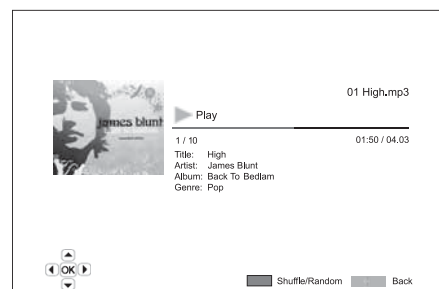 01 High.mp3
james blunt
Play
1 / 10
01:50 / 04.03
Title: High
Artist: James Blunt
Album: Back To Bedlam
Genre: Pop
OK
Shuffle/Random
Back